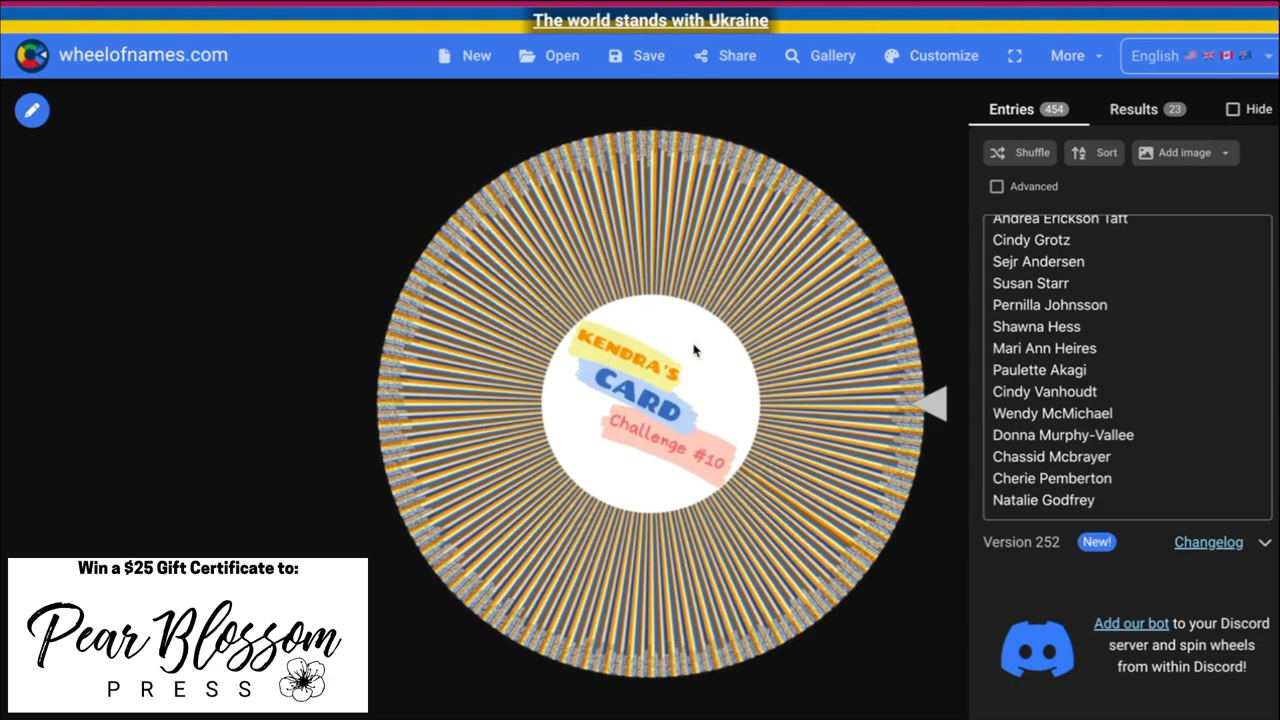 The world stands with Ukraine
wheelofnames.com
New
Open
Save
Share
Gallery
Customize
More
English
Entries 454
Results 23
Hide
Shuffle
Sort
Add image
Advanced
Andrea Erickson Taft
Cindy Grotz
Sejr Andersen
Susan Starr
Pernilla Johnsson
Shawna Hess
Mari Ann Heires
Paulette Akagi
Cindy Vanhoudt
Wendy McMichael
Donna Murphy-Vallee
Chassid Mcbrayer
Cherie Pemberton
Natalie Godfrey
Version 252
New!
Changelog
Add our bot to your Discord
server and spin wheels
from within Discord!
KENDRA'S
CARD
Challenge #10
Win a $25 Gift Certificate to:
Pear Blossom
PRESS